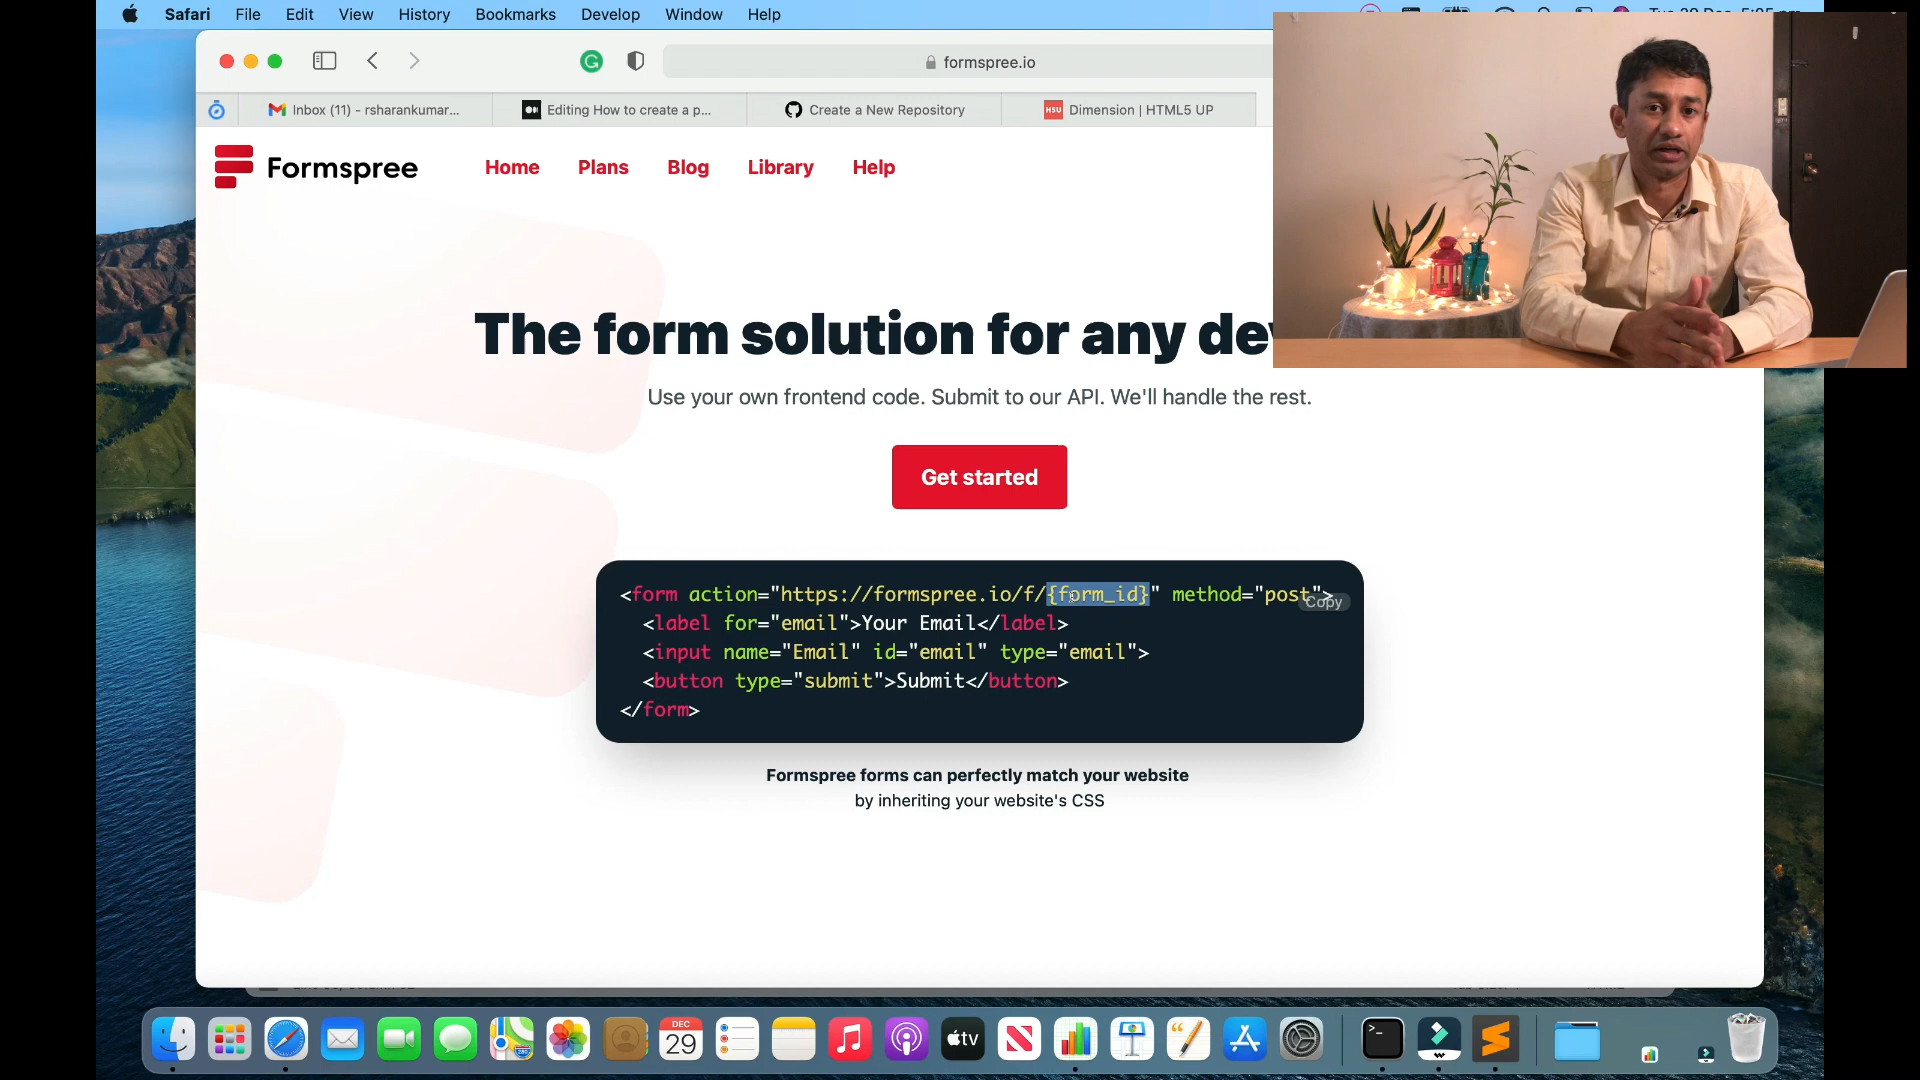 Safari File Edit View History Bookmarks Develop Window Help
formspree.io
Inbox (11) - rsharankumar... Editing How to create a p... Create a New Repository H5U Dimension | HTML5 UP
Formspree Home Plans Blog Library Help
The form solution for any
Use your own frontend code. Submit to our API. We'll handle the rest.
Get started
<form action="https://formspree.io/f/{form_id}" method="post">
Copy
<label for="email">Your Email</label>
<input name="Email" id="email" type="email">
<button type="submit">Submit</button>
</form>
Formspree forms can perfectly match your website
by inheriting your website's CSS
DEC
29
tv